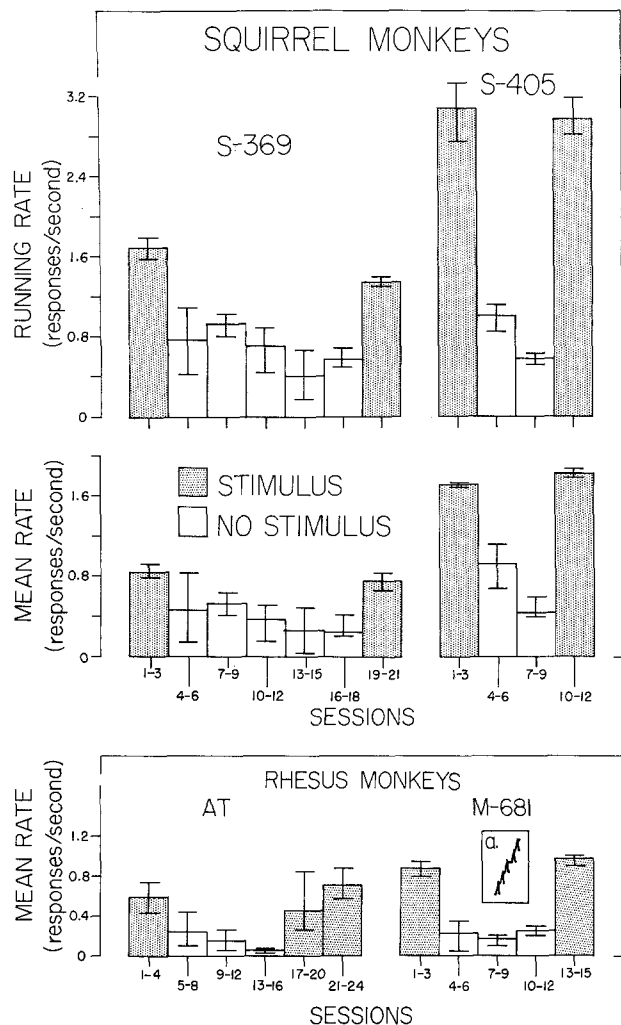 SQUIRREL MONKEYS
S-405
S-369
RUNNING RATE
(responses/second)
3.2
2.4
1.6
0.8
0
MEAN RATE
(responses/second)
1.6
0.8
0
STIMULUS
NO STIMULUS
1-3
4-6
7-9
10-12
13-15
16-18
19-21
1-3
4-6
7-9
10-12
SESSIONS
RHESUS MONKEYS
AT
M-681
a.
MEAN RATE
(responses/second)
1.2
0.8
0.4
0
1-4
5-8
9-12
13-16
17-20
21-24
1-3
4-6
7-9
10-12
13-15
SESSIONS